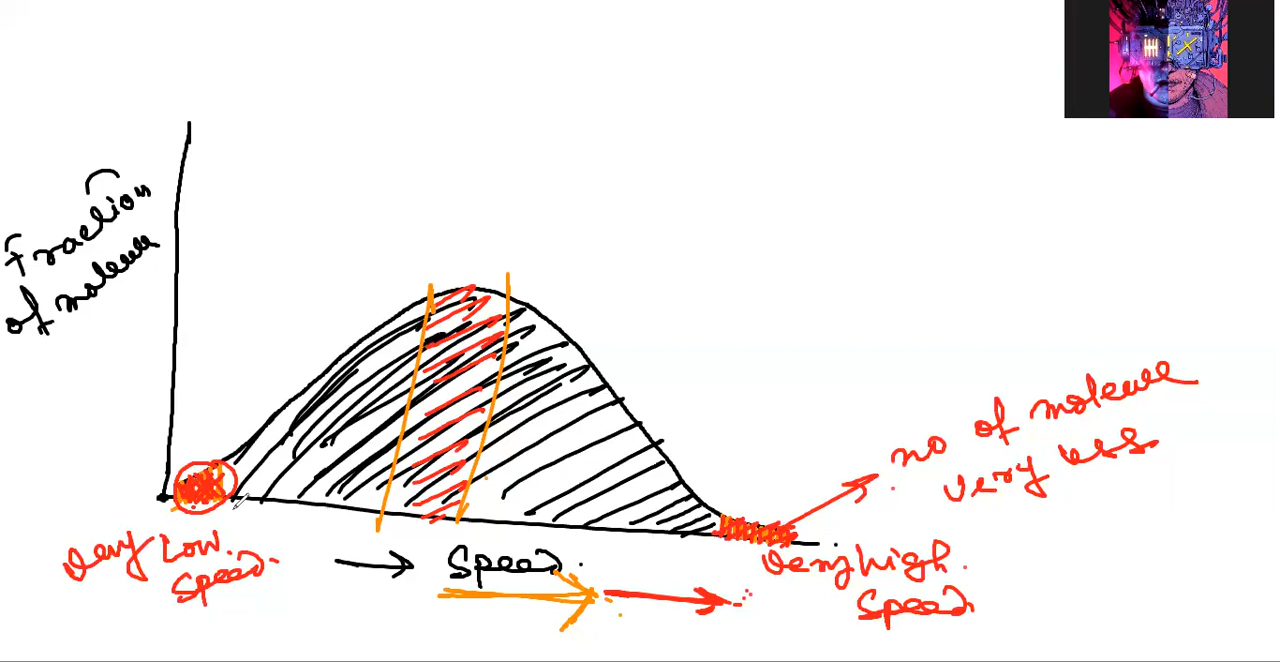 Fraction
of molecule
no of molecule
very less
Very Low
Speed
→ Speed
Very high
Speed